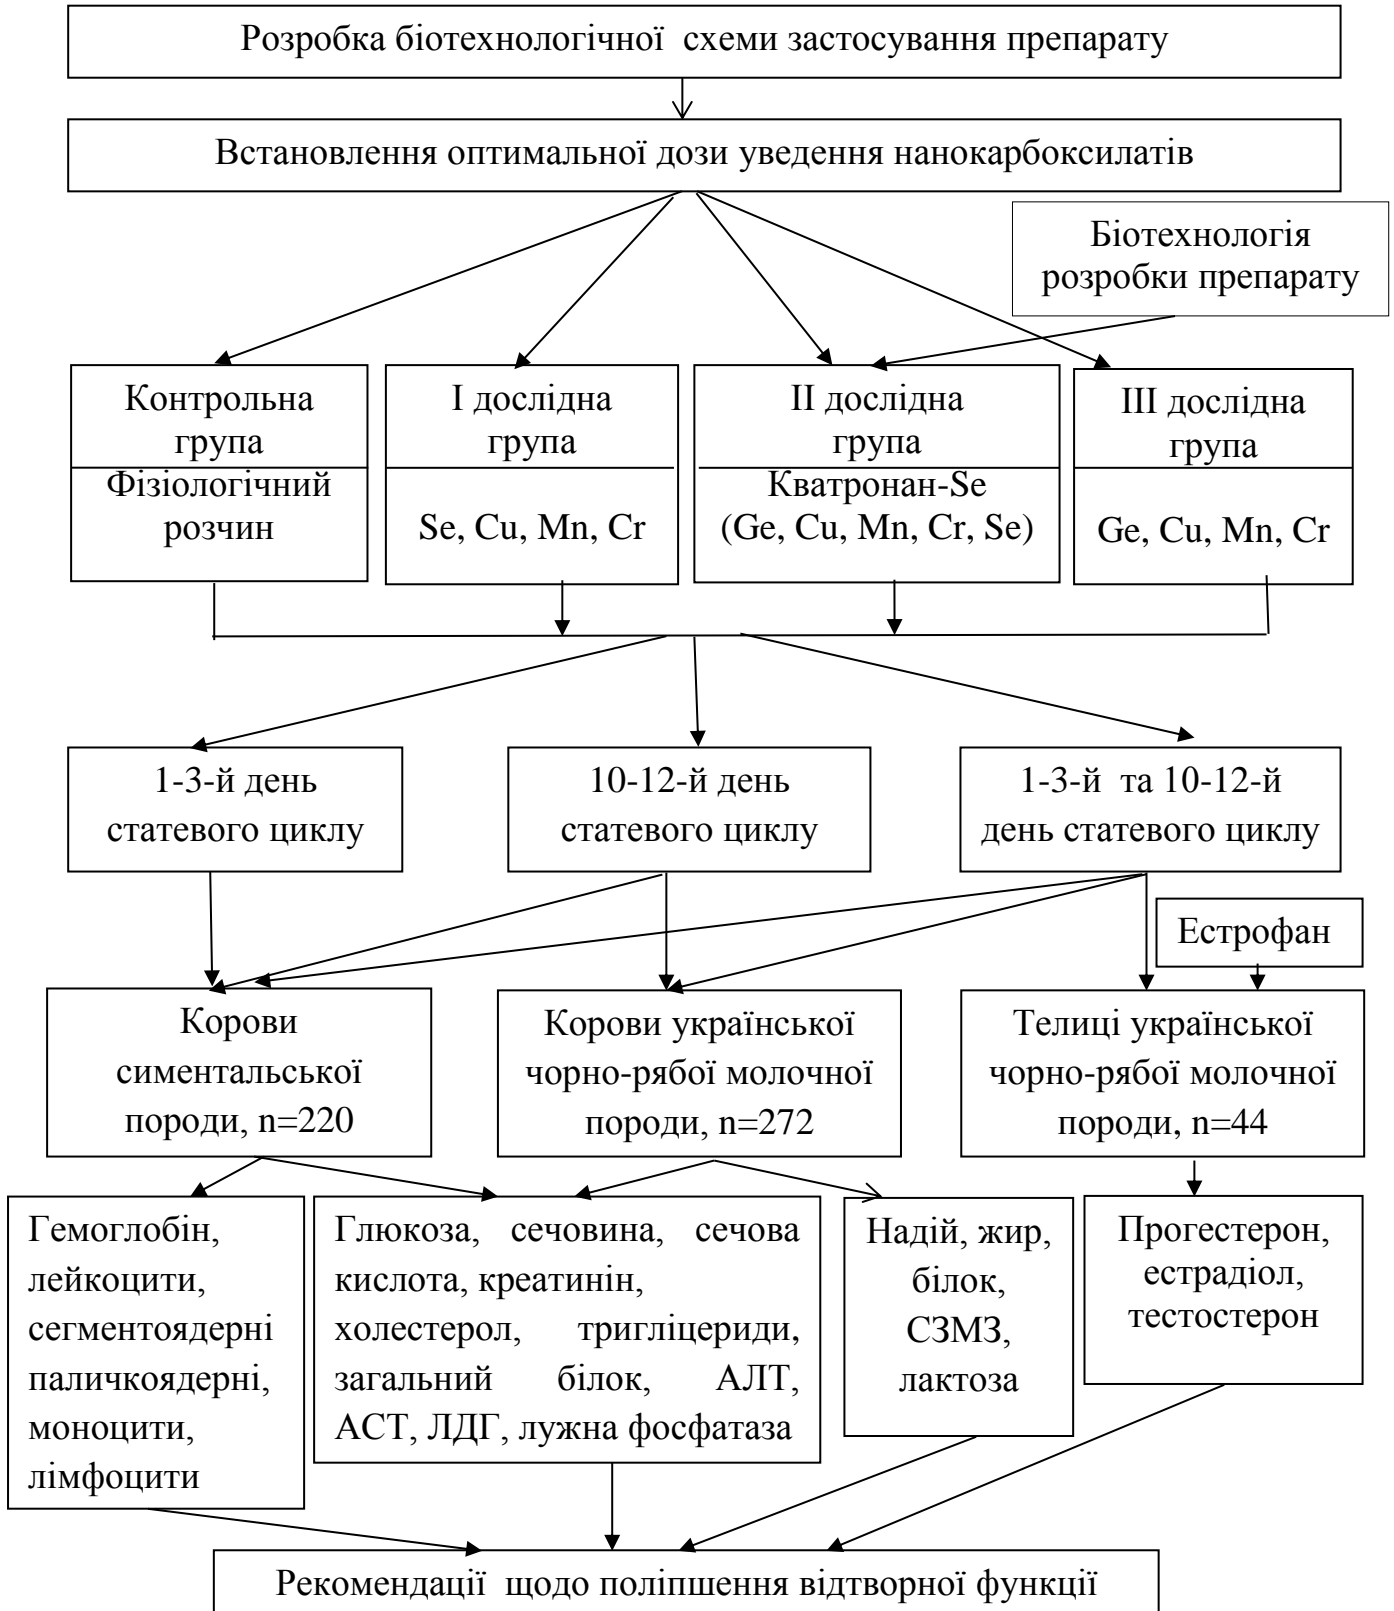 Розробка біотехнологічної схеми застосування препарату
Встановлення оптимальної дози уведення нанокарбоксилатів
Біотехнологія
розробки препарату
Контрольна
група
Фізіологічний
розчин
І дослідна
група
Se, Cu, Mn, Cr
ІІ дослідна
група
Кватронан-Se
(Ge, Cu, Mn, Cr, Se)
ІІІ дослідна
група
Ge, Cu, Mn, Cr
1-3-й день
статевого циклу
10-12-й день
статевого циклу
1-3-й та 10-12-й
день статевого циклу
Естрофан
Корови
симентальської
породи, n=220
Корови української
чорно-рябої молочної
породи, n=272
Телиці української
чорно-рябої молочної
породи, n=44
Гемоглобін,
лейкоцити,
сегментоядерні
паличкоядерні,
моноцити,
лімфоцити
Глюкоза, сечовина, сечова
кислота, креатинін,
холестерол, тригліцериди,
загальний білок, АЛТ,
АСТ, ЛДГ, лужна фосфатаза
Надій, жир,
білок,
СЗМЗ,
лактоза
Прогестерон,
естрадіол,
тестостерон
Рекомендації щодо поліпшення відтворної функції